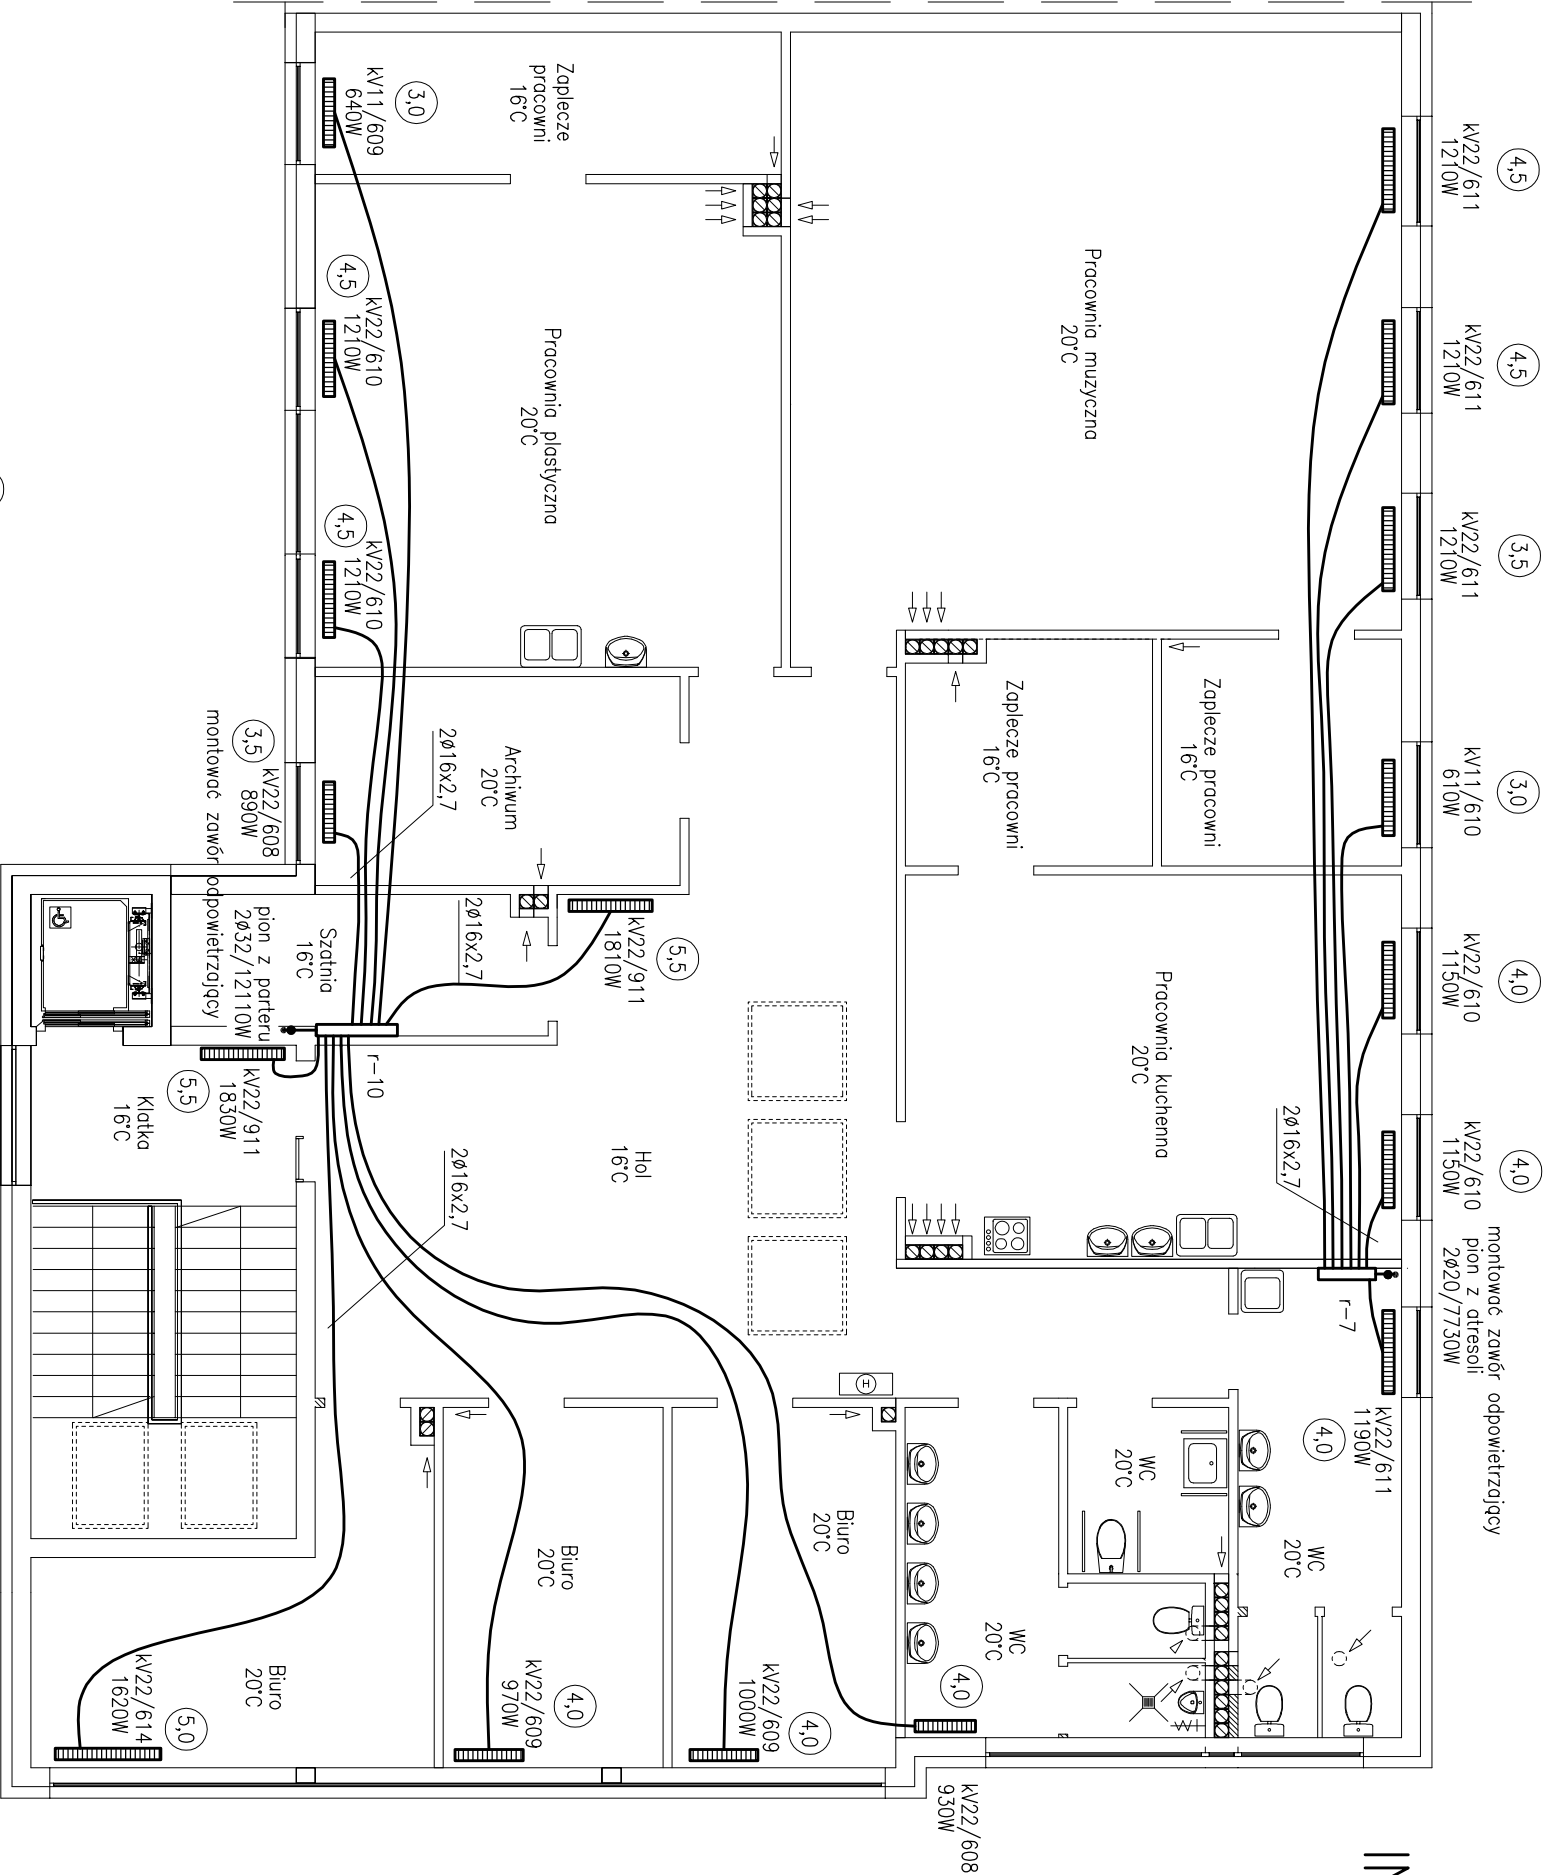 4,5
kV22/611
1210W
4,5
kV22/611
1210W
3,5
kV22/611
1210W
3,0
kV11/610
610W
4,0
kV22/610
1150W
4,0
kV22/610
1150W
montować zawór odpowietrzający
pion z atresoli
2ø20/7730W
2ø16x2,7
r-7
kV22/611
1190W
4,0
Pracownia muzyczna
20°C
Zaplecze pracowni
16°C
Zaplecze pracowni
16°C
Pracownia kuchenna
20°C
WC
20°C
WC
20°C
WC
20°C
4,0
kV22/608
930W
Zaplecze
pracowni
16°C
3,0
kV11/609
640W
Pracownia plastyczna
20°C
4,5
kV22/610
1210W
4,5
kV22/610
1210W
Archiwum
20°C
2ø16x2,7
3,5
kV22/608
890W
montować zawór odpowietrzający
pion z parteru
2ø32/12110W
Szatnia
16°C
2ø16x2,7
kV22/911
1810W
5,5
r-10
kV22/911
1830W
5,5
Klatka
16°C
Hol
16°C
2ø16x2,7
H
Biuro
20°C
kV22/609
1000W
4,0
Biuro
20°C
kV22/609
970W
4,0
Biuro
20°C
kV22/614
1620W
5,0